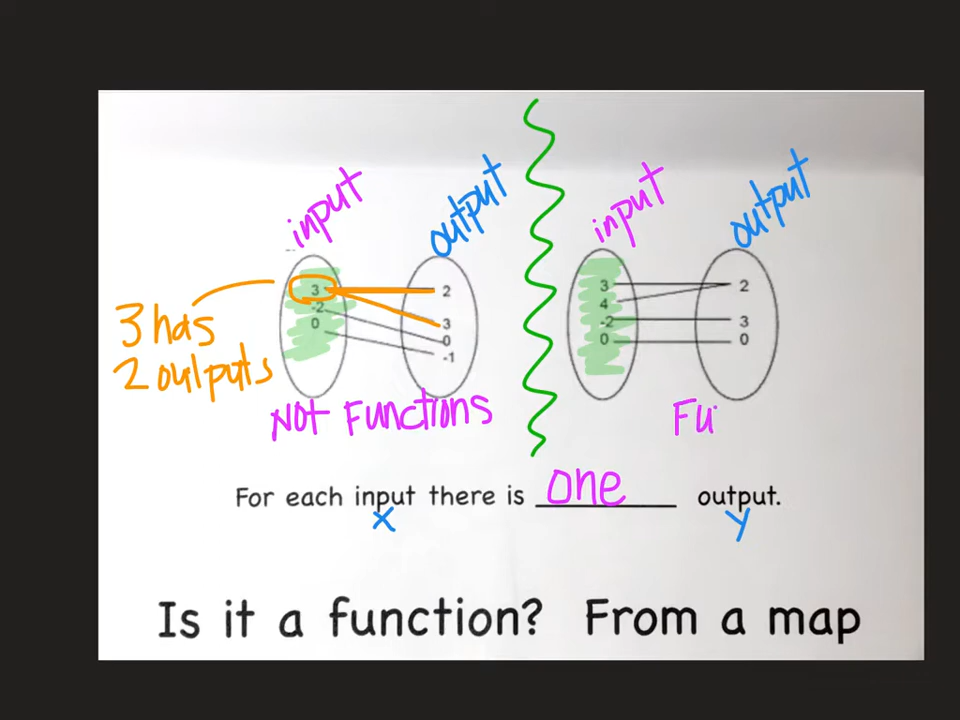 input output input output
3 2 3 2
-2 3 4 3
0 0 -2 0
-1 0
3 has
2 outputs
Not Functions Fu
For each input there is one output.
x y
Is it a function? From a map